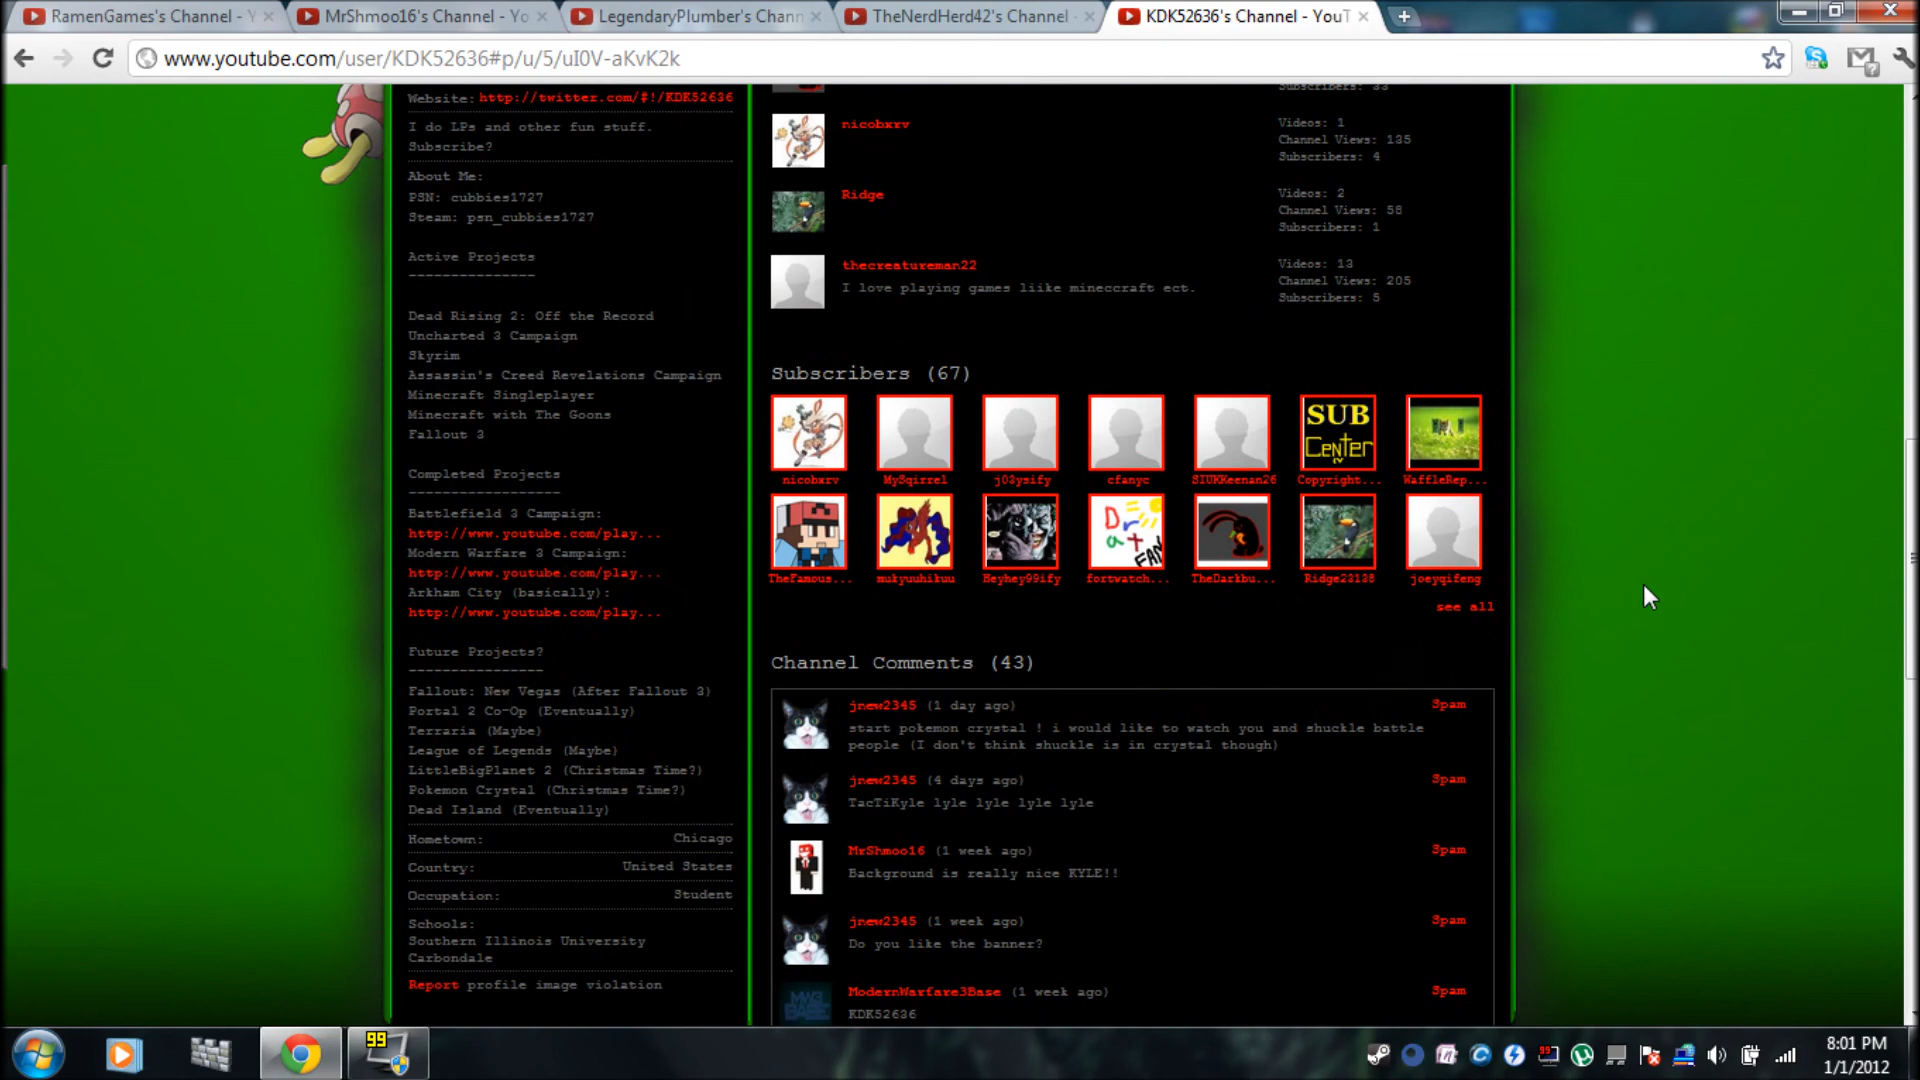 RamenGames's Channel - Y
MrShmoo16's Channel - Yo
LegendaryPlumber's Chann
TheNerdHerd42's Channel -
KDK52636's Channel - YouT
www.youtube.com/user/KDK52636#p/u/5/uI0V-aKvK2k
Website: http://twitter.com/#!/KDK52636
I do LPs and other fun stuff.
Subscribe?
About Me:
PSN: cubbies1727
Steam: psn_cubbies1727
Active Projects
---------------
Dead Rising 2: Off the Record
Uncharted 3 Campaign
Skyrim
Assassin's Creed Revelations Campaign
Minecraft Singleplayer
Minecraft with The Goons
Fallout 3
Completed Projects
------------------
Battlefield 3 Campaign:
http://www.youtube.com/play...
Modern Warfare 3 Campaign:
http://www.youtube.com/play...
Arkham City (basically):
http://www.youtube.com/play...
Future Projects?
----------------
Fallout: New Vegas (After Fallout 3)
Portal 2 Co-Op (Eventually)
Terraria (Maybe)
League of Legends (Maybe)
LittleBigPlanet 2 (Christmas Time?)
Pokemon Crystal (Christmas Time?)
Dead Island (Eventually)
Hometown: Chicago
Country: United States
Occupation: Student
Schools:
Southern Illinois University
Carbondale
Report profile image violation
Subscribers: 33
nicobxrv
Videos: 1
Channel Views: 135
Subscribers: 4
Ridge
Videos: 2
Channel Views: 58
Subscribers: 1
thecreatureman22
I love playing games liike mineccraft ect.
Videos: 13
Channel Views: 205
Subscribers: 5
Subscribers (67)
SUB
Center
nicobxrv MySqirrel j03ysify cfanyc SIUKKeenan26 Copyright... WaffleRep...
Drat
FAN
TheFamous... mukyuuhikuu Heyhey99ify fortwatch... TheDarkbu... Ridge23138 joeyqifeng
see all
Channel Comments (43)
jnew2345 (1 day ago) Spam
start pokemon crystal ! i would like to watch you and shuckle battle
people (I don't think shuckle is in crystal though)
jnew2345 (4 days ago) Spam
TacTiKyle lyle lyle lyle lyle
MrShmoo16 (1 week ago) Spam
Background is really nice KYLE!!
jnew2345 (1 week ago) Spam
Do you like the banner?
ModernWarfare3Base (1 week ago) Spam
KDK52636
MW3
BASE
99
99
8:01 PM
1/1/2012